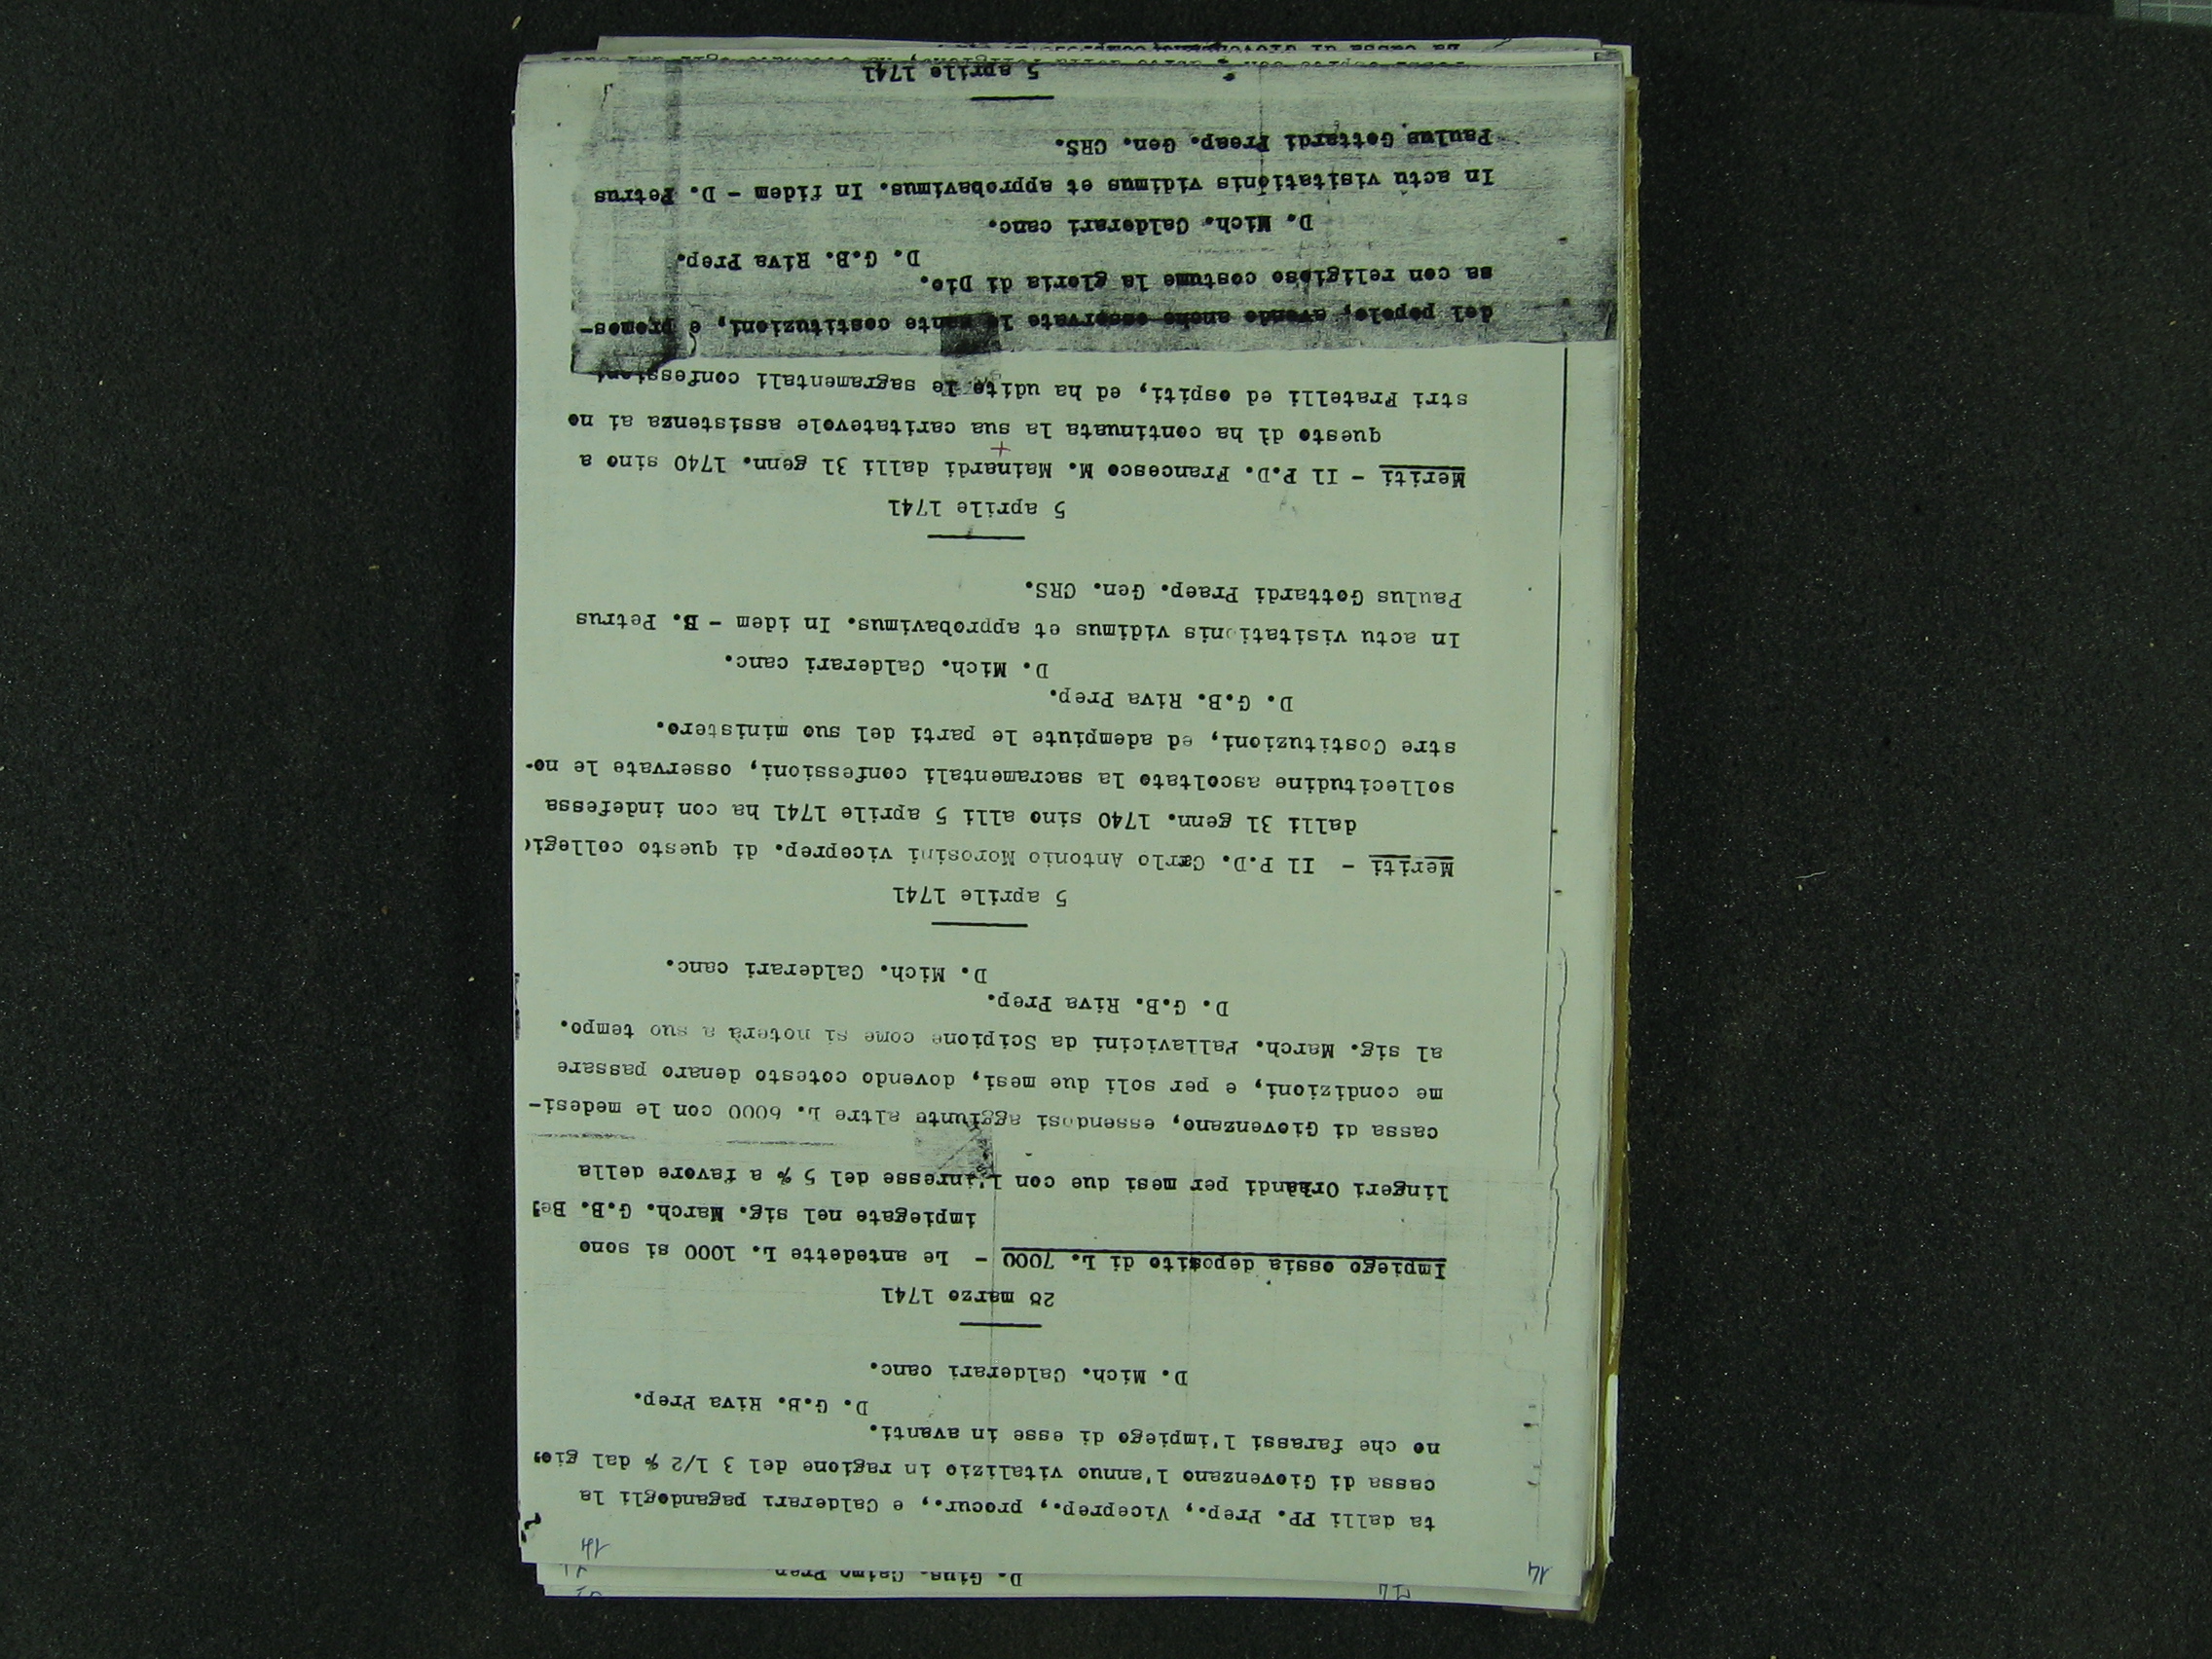 14
14
ta dalli PP. Prep., Viceprep., procur., e Calderari pagandogli la
cassa di Giovenzano l'annuo vitalizio in ragione del 3 1/2 % dal gior
no che farassi l'impiego di esse in avanti.
D. G.B. Riva Prep.
D. Mich. Calderari canc.
28 marzo 1741
Impiego ossia deposito di L. 7000 - Le antedette L. 1000 si sono
impiegate nel sig. March. G.B. Bel
lingeri Orlandi per mesi due con l'inresse del 5 % a favore della
cassa di Giovenzano, essendosi aggiunte altre L. 6000 con le medesi-
me condizioni, e per soli due mesi, dovendo cotesto denaro passare
al sig. March. Pallavicini da Scipione come si noterà a suo tempo.
D. G.B. Riva Prep.
D. Mich. Calderari canc.
5 aprile 1741
Meriti - Il P.D. Carlo Antonio Morosini viceprep. di questo collegio
dalli 31 genn. 1740 sino alli 5 aprile 1741 ha con indefessa
sollecitudine ascoltato la sacramentali confessioni, osservate le no-
stre Costituzioni, ed adempiute le parti del suo ministero.
D. G.B. Riva Prep.
D. Mich. Calderari canc.
In actu visitationis vidimus et approbavimus. In idem - B. Petrus
Paulus Gottardi Praep. Gen. CRS.
5 aprile 1741
Meriti - Il P.D. Francesco M. Mainardi dalli 31 genn. 1740 sino a
questo dì ha continuata la sua caritatevole assistenza ai no
stri Fratelli ed ospiti, ed ha udite le sagramentali confessioni
del popolo, avendo anche osservate le sante costituzioni, e promos-
sa con religioso costume la gloria di Dio.
D. G.B. Riva Prep.
D. Mich. Calderari canc.
In actu visitationis vidimus et approbavimus. In fidem - D. Petrus
Paulus Gottardi Preap. Gen. CRS.
5 aprile 1741